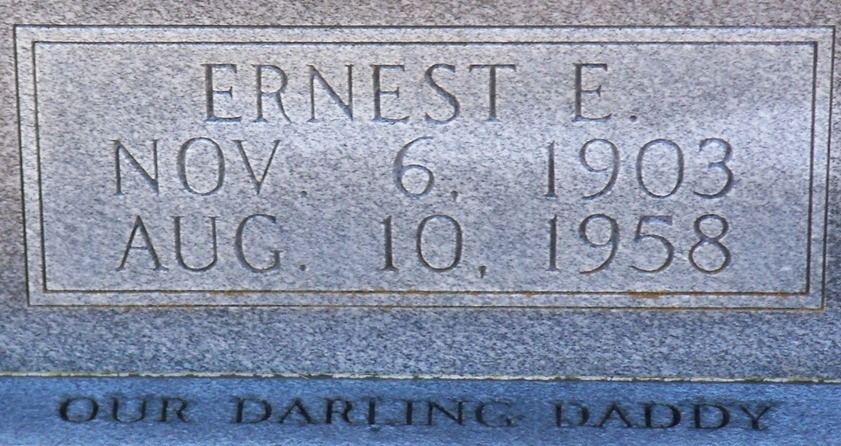 ERNEST E.
NOV. 6, 1903
AUG. 10, 1958
OUR DARLING DADDY